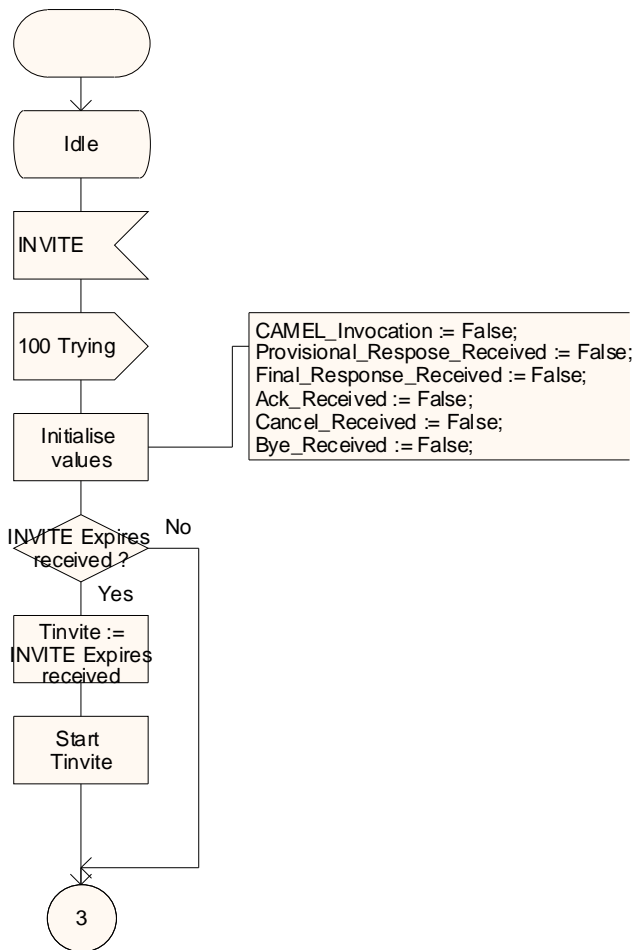 Idle
INVITE
100 Trying
CAMEL_Invocation := False;
Provisional_Respose_Received := False;
Final_Response_Received := False;
Ack_Received := False;
Cancel_Received := False;
Bye_Received := False;
Initialise
values
INVITE Expires
received ?
No
Yes
Tinvite :=
INVITE Expires
received
Start
Tinvite
3